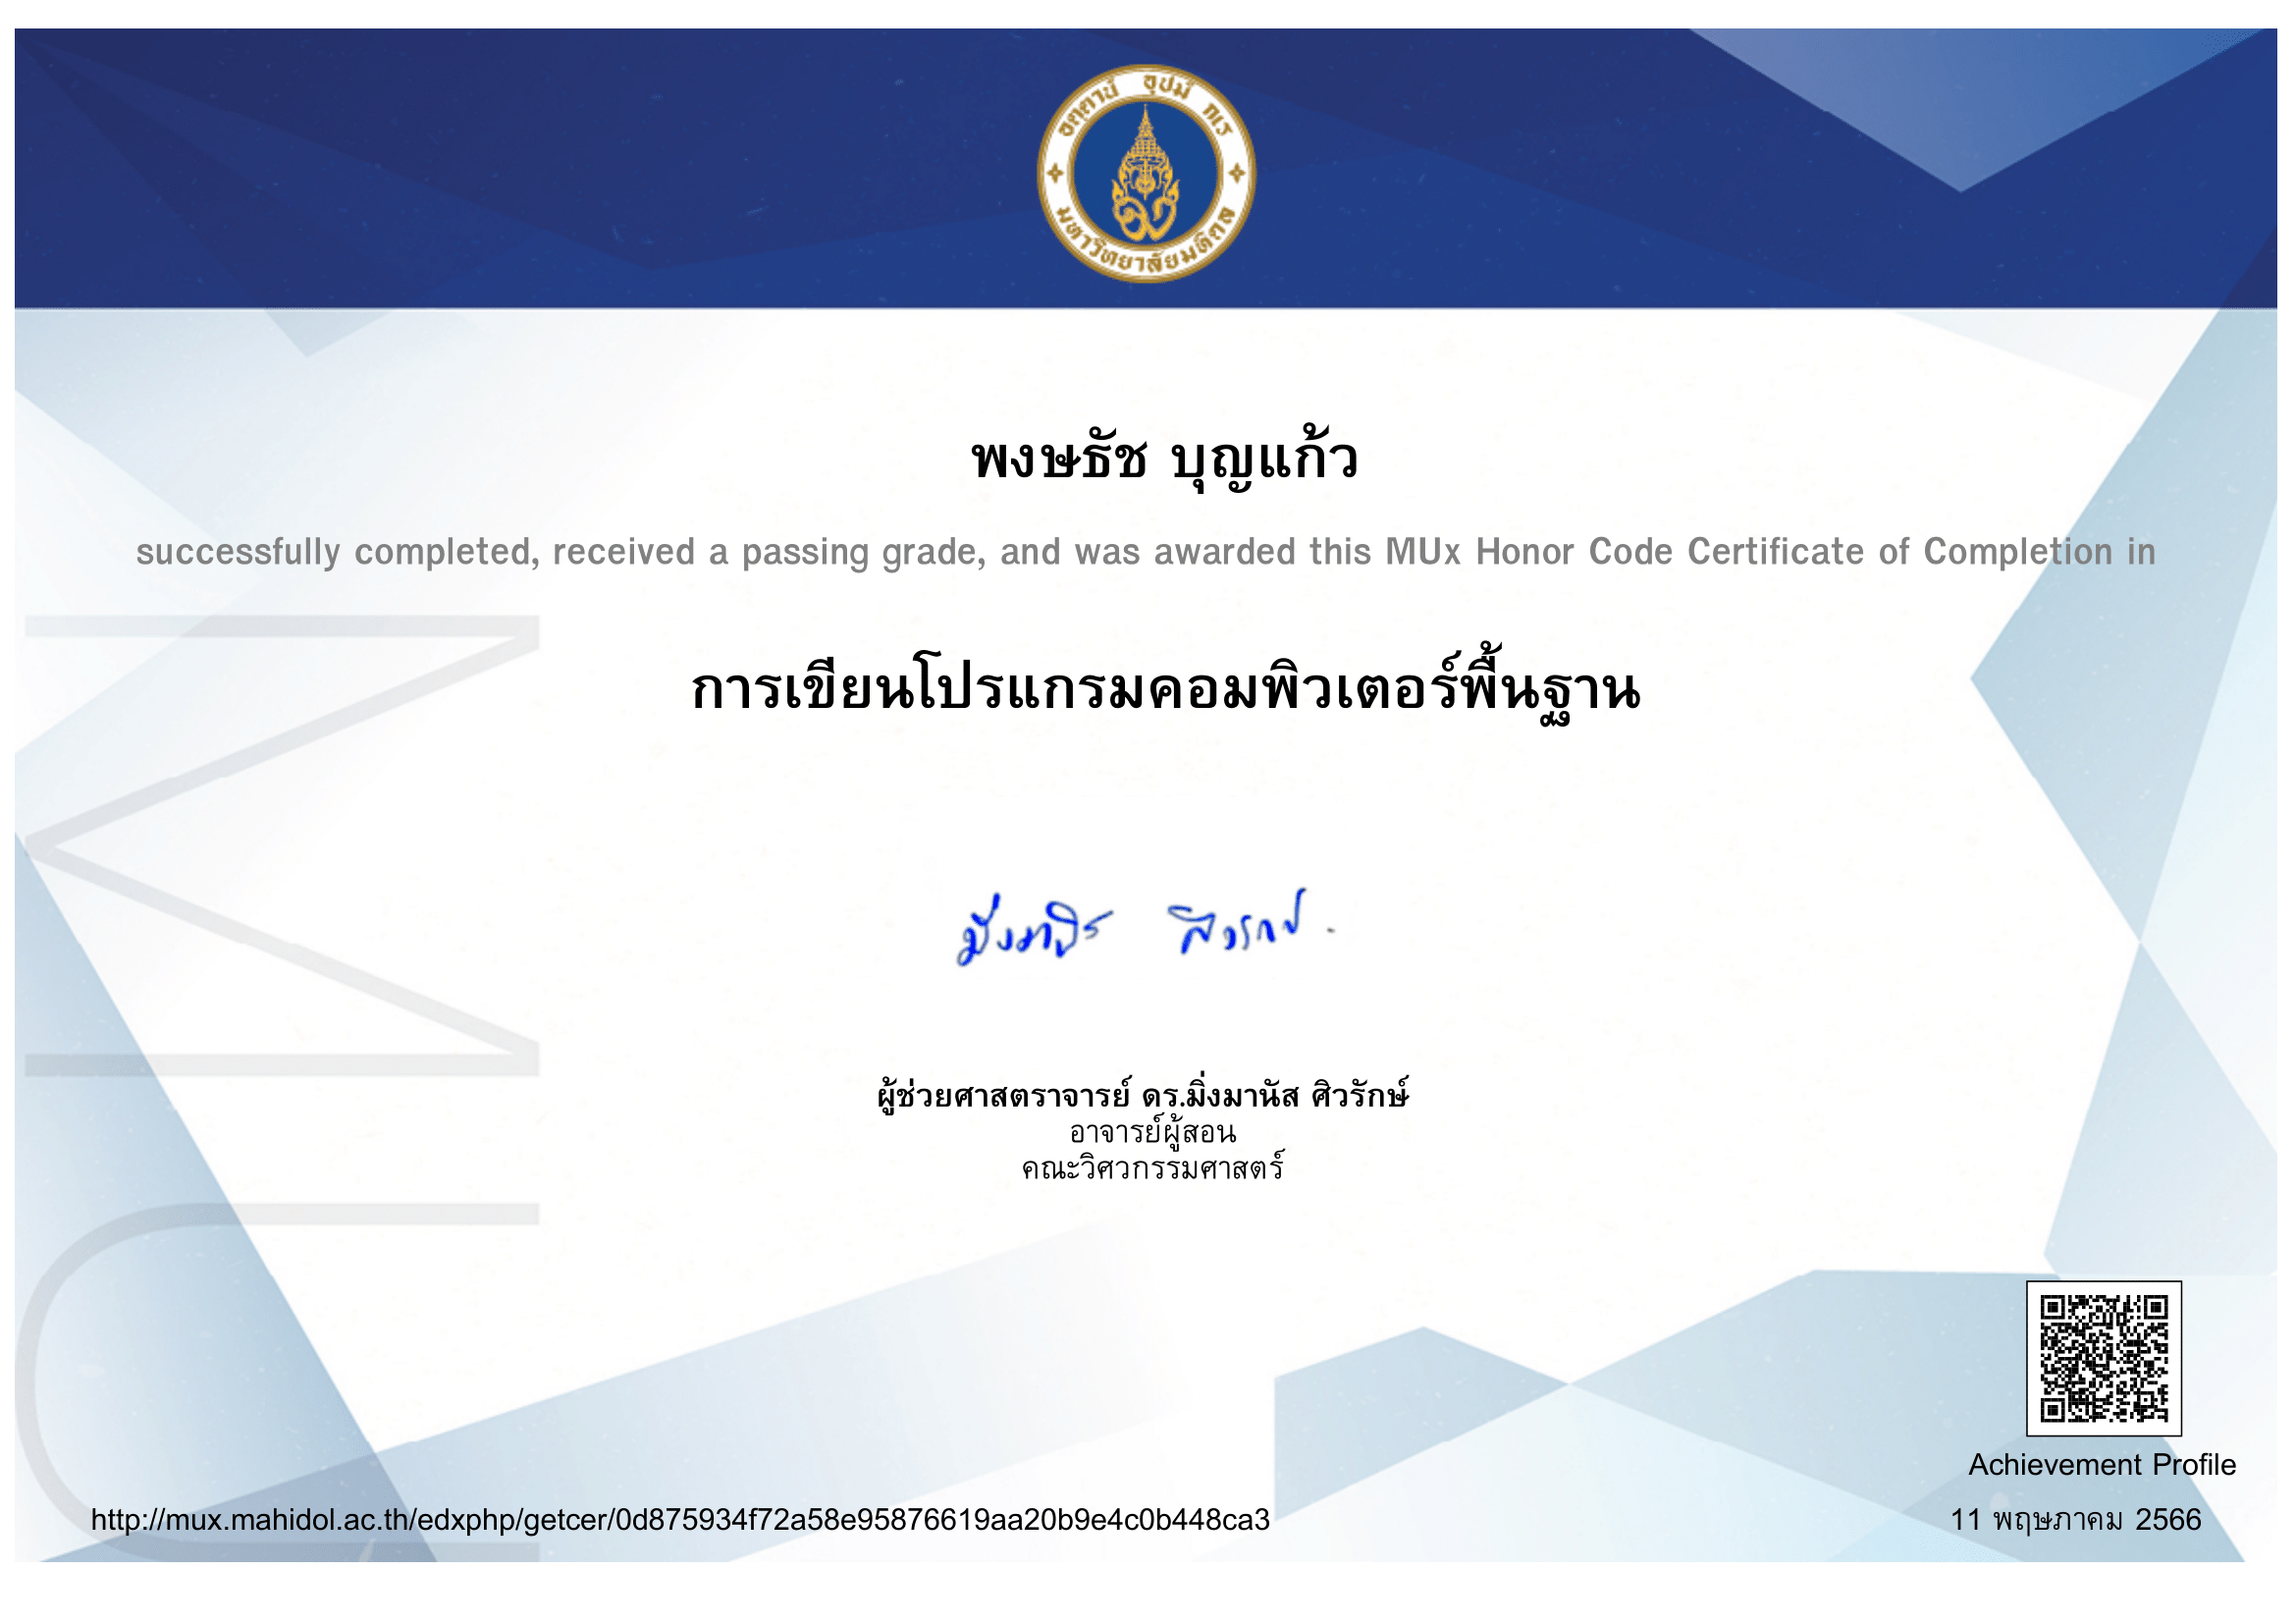 อตฺตานํ อุปมํ กเร
มหาวิทยาลัยมหิดล
พงษธัช บุญแก้ว
successfully completed, received a passing grade, and was awarded this MUx Honor Code Certificate of Completion in
การเขียนโปรแกรมคอมพิวเตอร์พื้นฐาน
มิ่งมานัส ศิวรักษ์
ผู้ช่วยศาสตราจารย์ ดร.มิ่งมานัส ศิวรักษ์
อาจารย์ผู้สอน
คณะวิศวกรรมศาสตร์
MU
Achievement Profile
http://mux.mahidol.ac.th/edxphp/getcer/0d875934f72a58e95876619aa20b9e4c0b448ca3
11 พฤษภาคม 2566